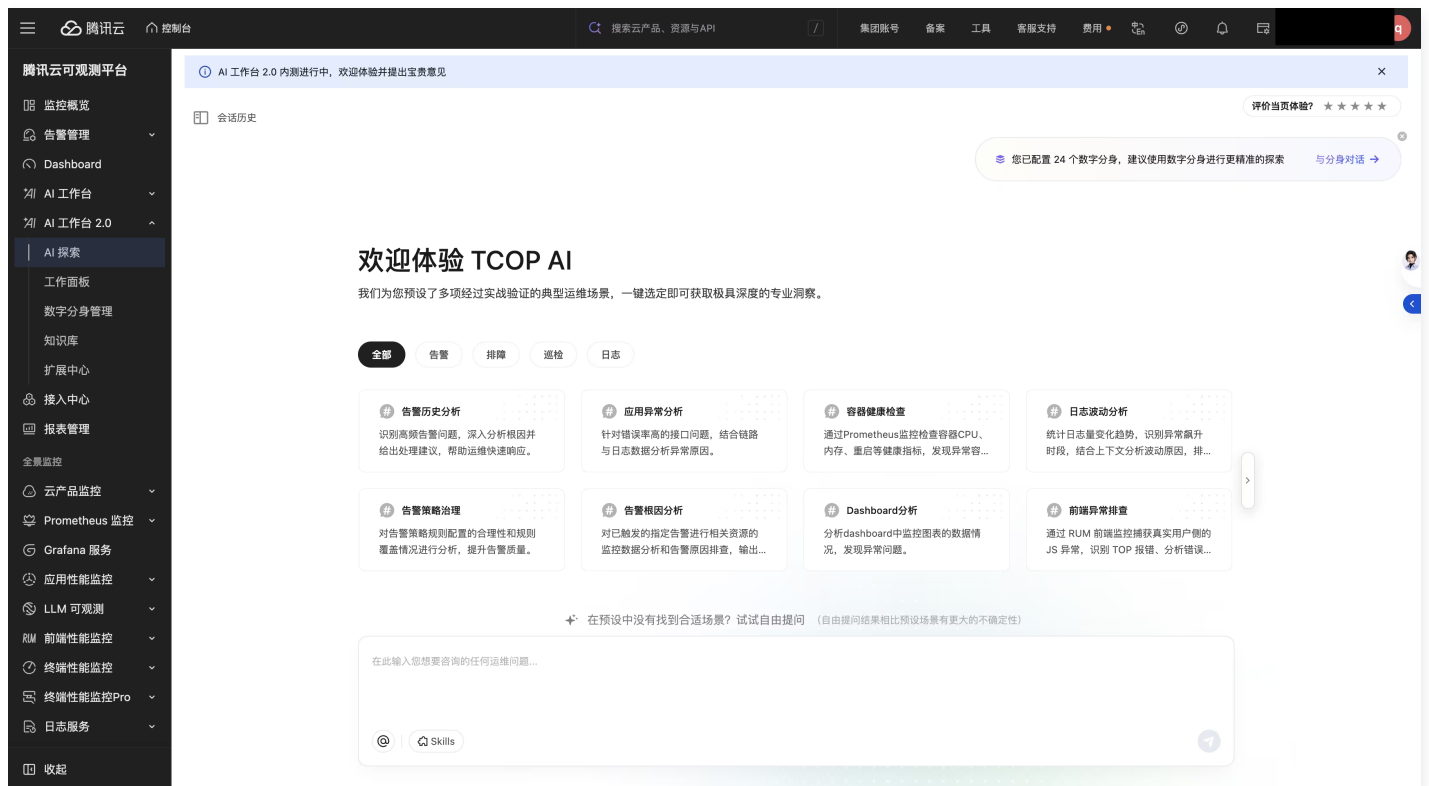 腾讯云
控制台
搜索云产品、资源与API
/
集团账号
备案
工具
客服支持
费用
q
腾讯云可观测平台
监控概览
告警管理
Dashboard
AI 工作台
AI 工作台 2.0
AI 探索
工作面板
数字分身管理
知识库
扩展中心
接入中心
报表管理
全景监控
云产品监控
Prometheus 监控
Grafana 服务
应用性能监控
LLM 可观测
RUM 前端性能监控
终端性能监控
终端性能监控Pro
日志服务
收起
AI 工作台 2.0 内测进行中，欢迎体验并提出宝贵意见
会话历史
评价当页体验?
您已配置 24 个数字分身，建议使用数字分身进行更精准的探索
与分身对话
欢迎体验 TCOP AI
我们为您预设了多项经过实战验证的典型运维场景，一键选定即可获取极具深度的专业洞察。
全部
告警
排障
巡检
日志
# 告警历史分析
识别高频告警问题，深入分析根因并
给出处理建议，帮助运维快速响应。
# 应用异常分析
针对错误率高的接口问题，结合链路
与日志数据分析异常原因。
# 容器健康检查
通过Prometheus监控检查容器CPU、
内存、重启等健康指标，发现异常容...
# 日志波动分析
统计日志量变化趋势，识别异常飙升
时段，结合上下文分析波动原因，排...
# 告警策略治理
对告警策略规则配置的合理性和规则
覆盖情况进行分析，提升告警质量。
# 告警根因分析
对已触发的指定告警进行相关资源的
监控数据分析和告警原因排查，输出...
# Dashboard分析
分析dashboard中监控图表的数据情
况，发现异常问题。
# 前端异常排查
通过 RUM 前端监控捕获真实用户侧的
JS 异常，识别 TOP 报错、分析错误...
在预设中没有找到合适场景？试试自由提问 （自由提问结果相比预设场景有更大的不确定性）
在此输入您想要咨询的任何运维问题...
@
Skills